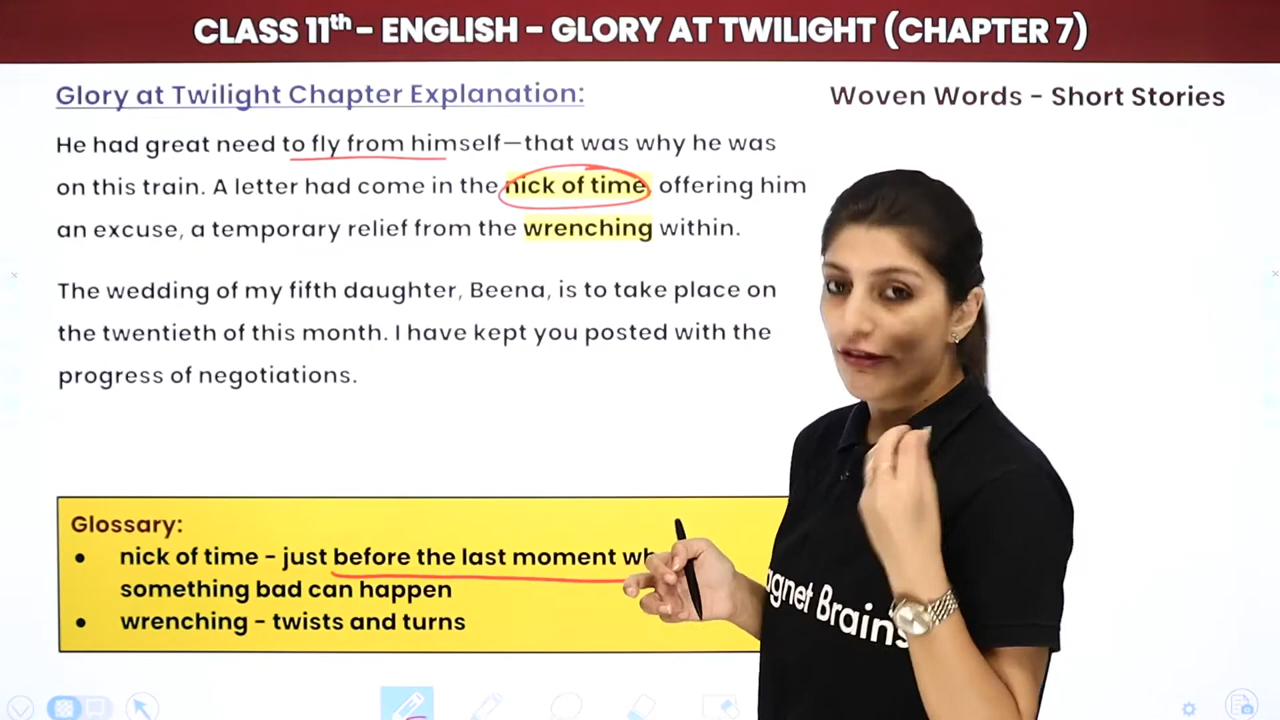 CLASS 11th – ENGLISH – GLORY AT TWILIGHT (CHAPTER 7)
Glory at Twilight Chapter Explanation:
Woven Words – Short Stories
He had great need to fly from himself—that was why he was
on this train. A letter had come in the nick of time, offering him
an excuse, a temporary relief from the wrenching within.
The wedding of my fifth daughter, Beena, is to take place on
the twentieth of this month. I have kept you posted with the
progress of negotiations.
Glossary:
● nick of time - just before the last moment
something bad can happen
● wrenching - twists and turns
agnet Brains